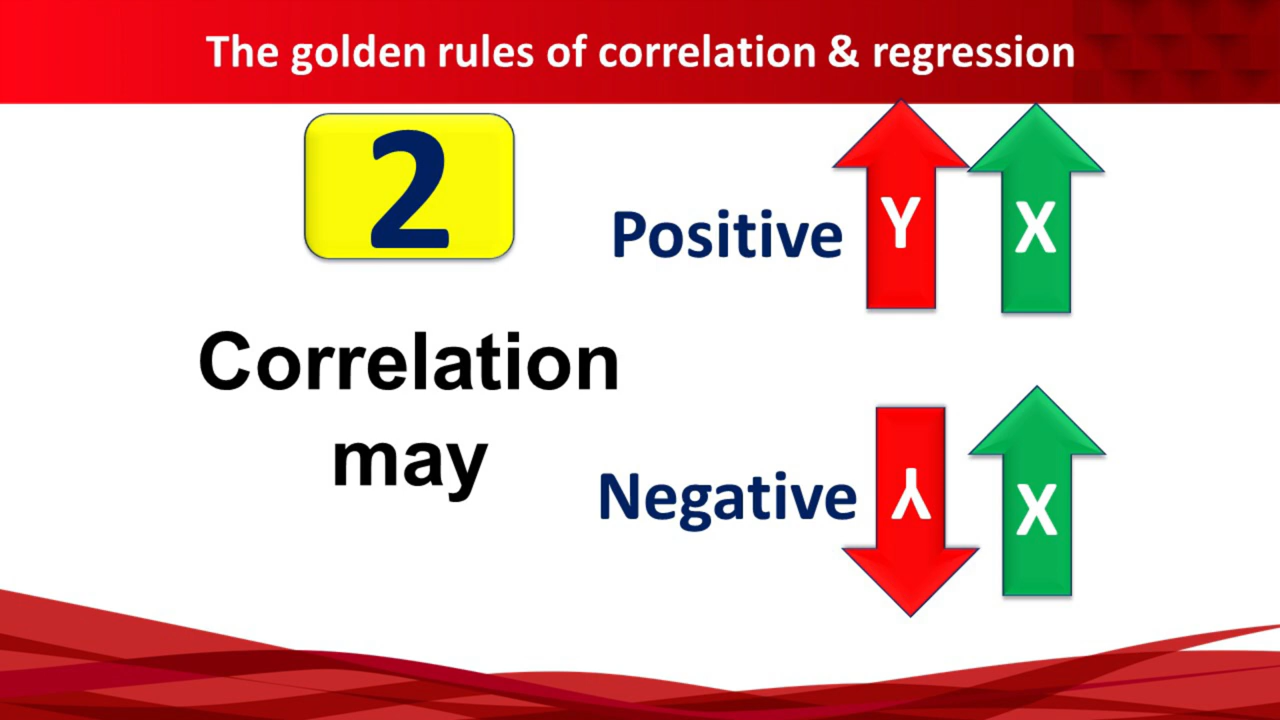 The golden rules of correlation & regression
2
Correlation
may
Positive
Y
X
Negative
Y
X